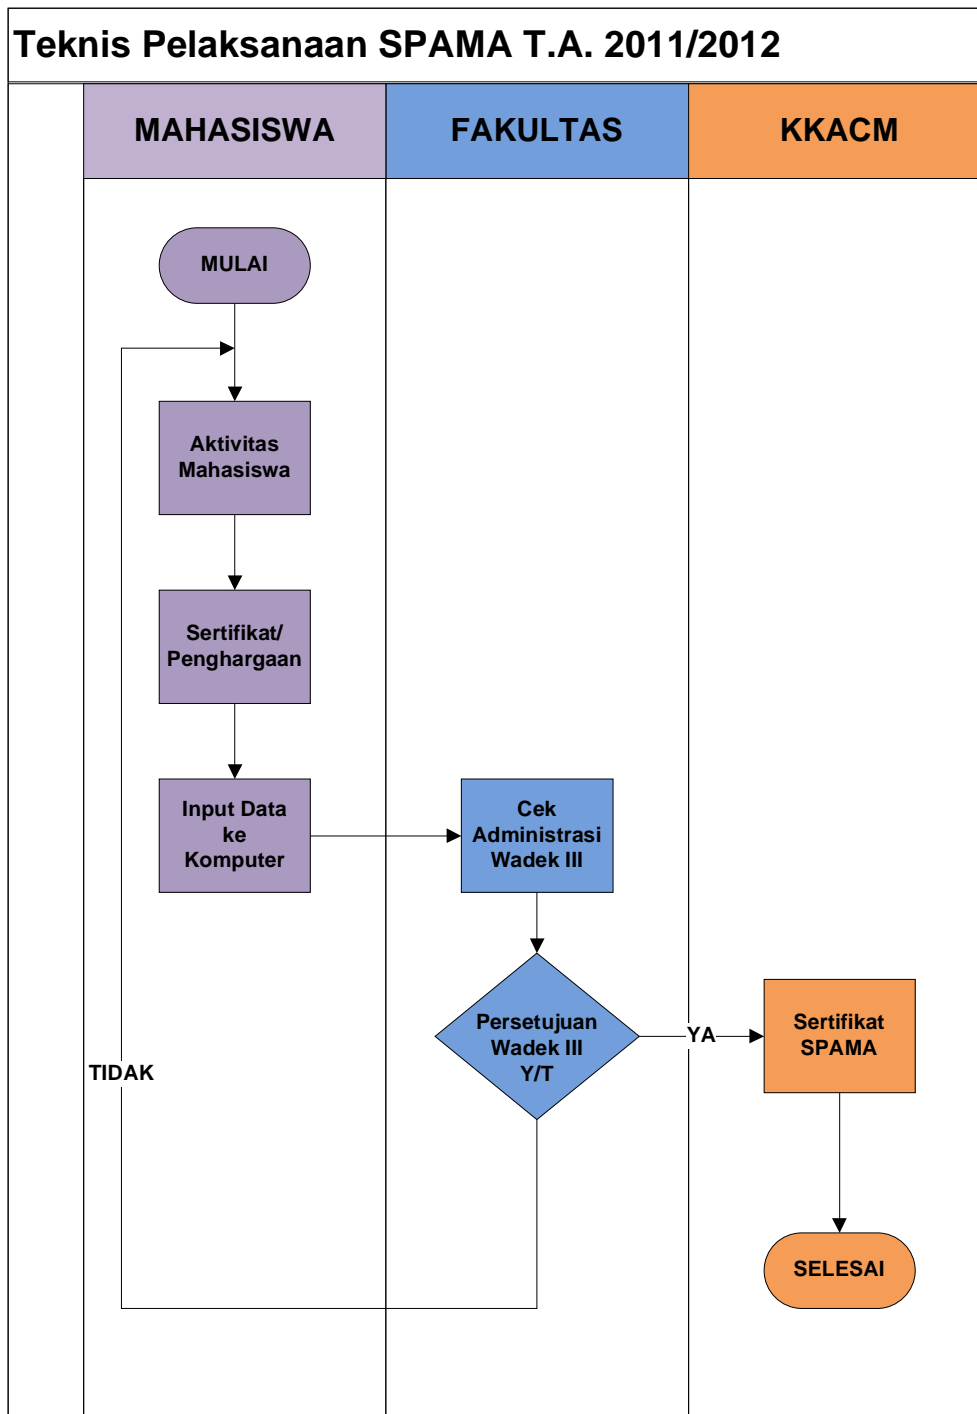 Teknis Pelaksanaan SPAMA T.A. 2011/2012
MAHASISWA
FAKULTAS
KKACM
MULAI
Aktivitas
Mahasiswa
Sertifikat/
Penghargaan
Input Data
ke
Komputer
Cek
Administrasi
Wadek III
Persetujuan
Wadek III
Y/T
YA
Sertifikat
SPAMA
TIDAK
SELESAI